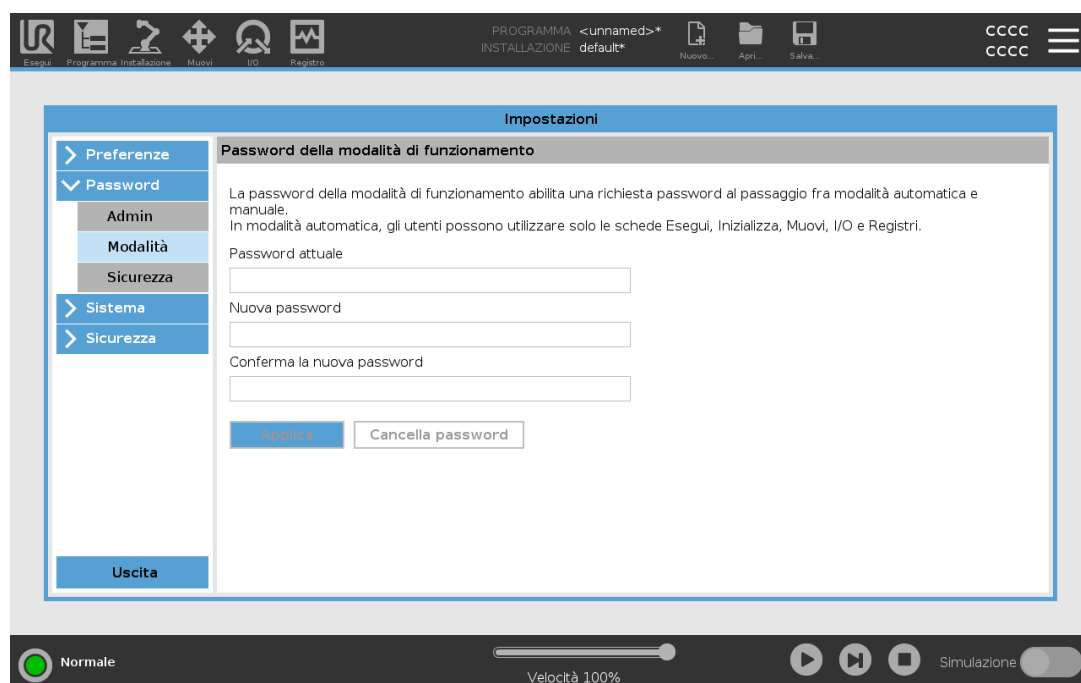 UR
PROGRAMMA <unnamed>*
INSTALLAZIONE default*
cccc
cccc
Esegui Programma Installazione Muovi I/O Registro Nuovo... Apri... Salva...
Impostazioni
Preferenze
Password
Admin
Modalità
Sicurezza
Sistema
Sicurezza
Uscita
Password della modalità di funzionamento
La password della modalità di funzionamento abilita una richiesta password al passaggio fra modalità automatica e
manuale.
In modalità automatica, gli utenti possono utilizzare solo le schede Esegui, Inizializza, Muovi, I/O e Registri.
Password attuale
Nuova password
Conferma la nuova password
Applica Cancella password
Normale
Velocità 100%
Simulazione